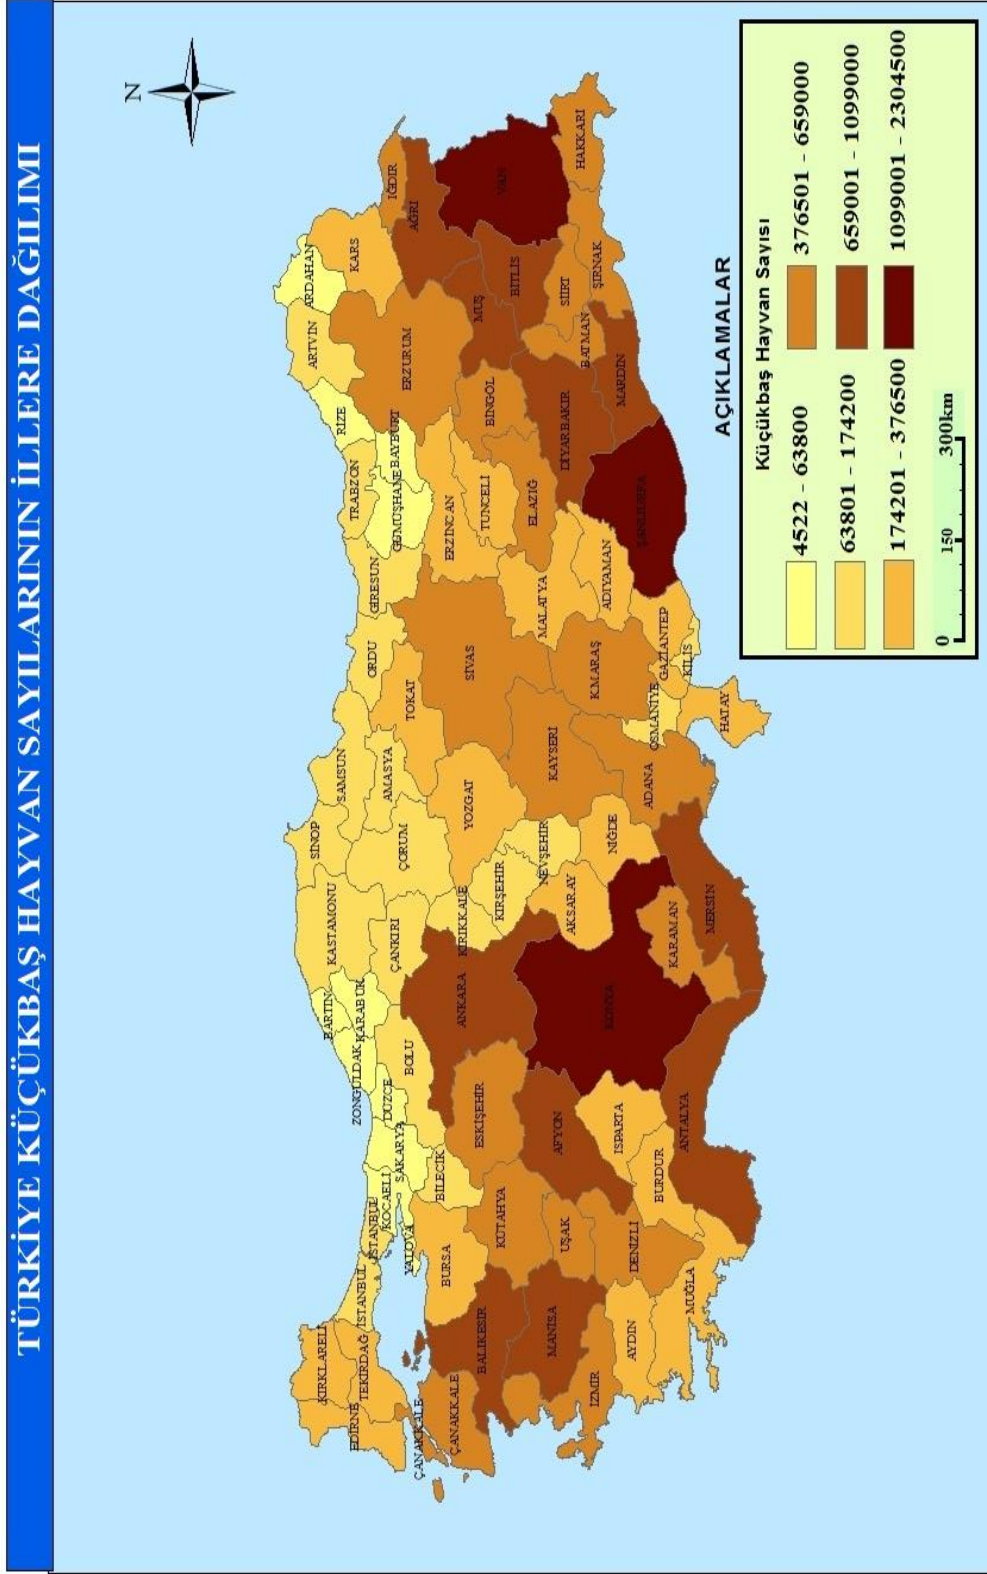 TÜRKİYE KÜÇÜKBAŞ HAYVAN SAYILARININ İLLERE DAĞILIMI
N
KIRKLARELİ
EDİRNE
TEKİRDAĞ
İSTANBUL
İSTANBUL
KOCAELİ
YALOVA
SAKARYA
DÜZCE
ZONGULDAK
BARTIN
KARABÜK
KASTAMONU
SİNOP
SAMSUN
ORDU
GİRESUN
TRABZON
RİZE
ARTVİN
ARDAHAN
KARS
IĞDIR
AĞRI
ÇANAKKALE
ÇANAKKALE
BALIKESİR
BURSA
BİLECİK
BOLU
ÇANKIRI
ÇORUM
AMASYA
TOKAT
GÜMÜŞHANE
BAYBURT
ERZURUM
ERZİNCAN
KÜTAHYA
ESKİŞEHİR
ANKARA
KIRIKKALE
KIRŞEHİR
YOZGAT
SİVAS
TUNCELİ
BİNGÖL
MUŞ
BİTLİS
VAN
MANİSA
UŞAK
AFYON
KONYA
NEVŞEHİR
AKSARAY
KAYSERİ
MALATYA
ELAZIĞ
DİYARBAKIR
BATMAN
SİİRT
ŞIRNAK
HAKKARİ
İZMİR
AYDIN
DENİZLİ
MUĞLA
BURDUR
ISPARTA
ANTALYA
KARAMAN
MERSİN
NİĞDE
ADANA
K.MARAŞ
OSMANİYE
HATAY
GAZİANTEP
KİLİS
ADIYAMAN
ŞANLIURFA
MARDİN
AÇIKLAMALAR
Küçükbaş Hayvan Sayısı
4522 - 63800
376501 - 659000
63801 - 174200
659001 - 1099000
174201 - 376500
1099001 - 2304500
0 150 300km